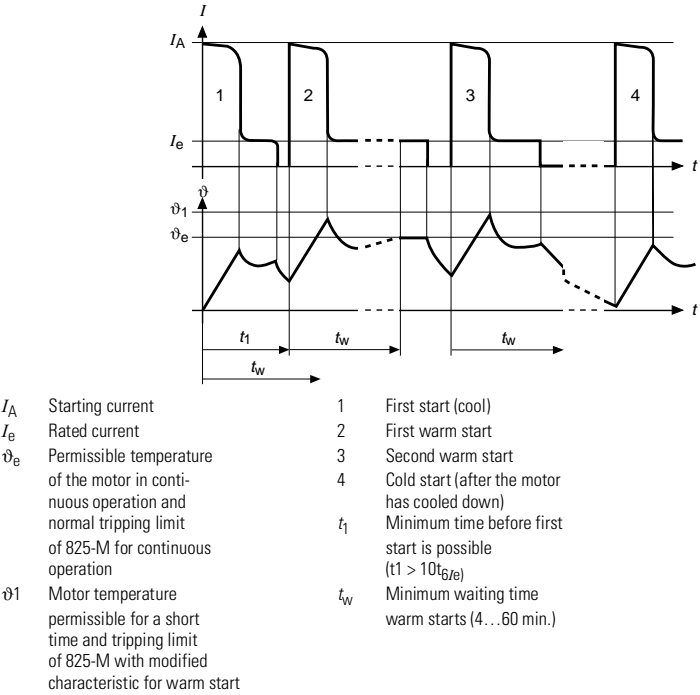 I
IA
1
2
3
4
Ie
t
ϑ
ϑ1
ϑe
t
t1
tw
tw
tw
IA Starting current
Ie Rated current
ϑe Permissible temperature
of the motor in conti-
nuous operation and
normal tripping limit
of 825-M for continuous
operation
ϑ1 Motor temperature
permissible for a short
time and tripping limit
of 825-M with modified
characteristic for warm start
1 First start (cool)
2 First warm start
3 Second warm start
4 Cold start (after the motor
has cooled down)
t1 Minimum time before first
start is possible
(t1 > 10t6Ie)
tw Minimum waiting time
warm starts (4…60 min.)